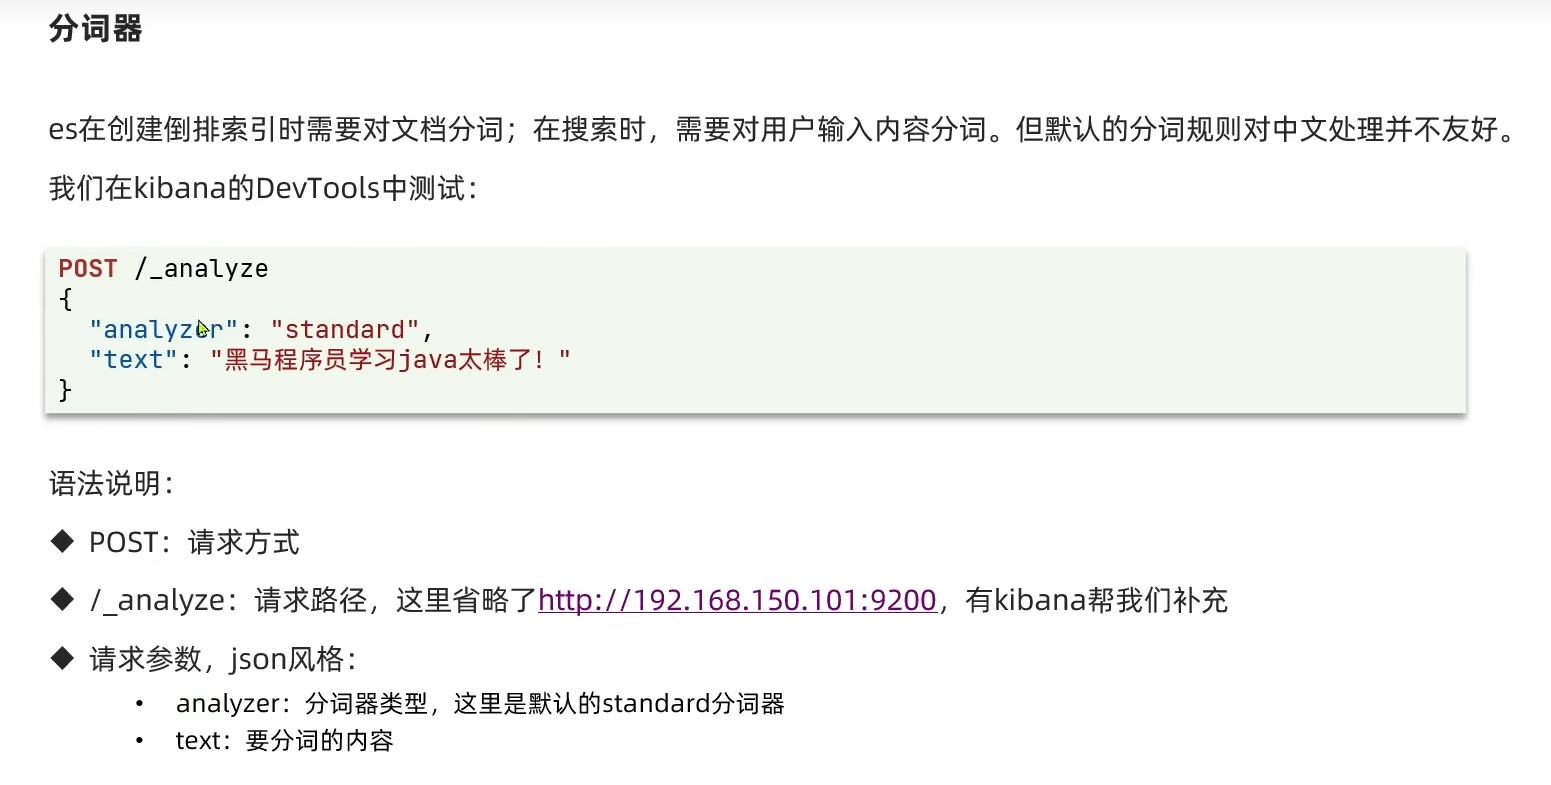 分词器
es在创建倒排索引时需要对文档分词；在搜索时，需要对用户输入内容分词。但默认的分词规则对中文处理并不友好。
我们在kibana的DevTools中测试：
POST /_analyze
{
  "analyzer": "standard",
  "text": "黑马程序员学习java太棒了！"
}
语法说明：
◆ POST：请求方式
◆ /_analyze：请求路径，这里省略了http://192.168.150.101:9200，有kibana帮我们补充
◆ 请求参数，json风格：
• analyzer：分词器类型，这里是默认的standard分词器
• text：要分词的内容